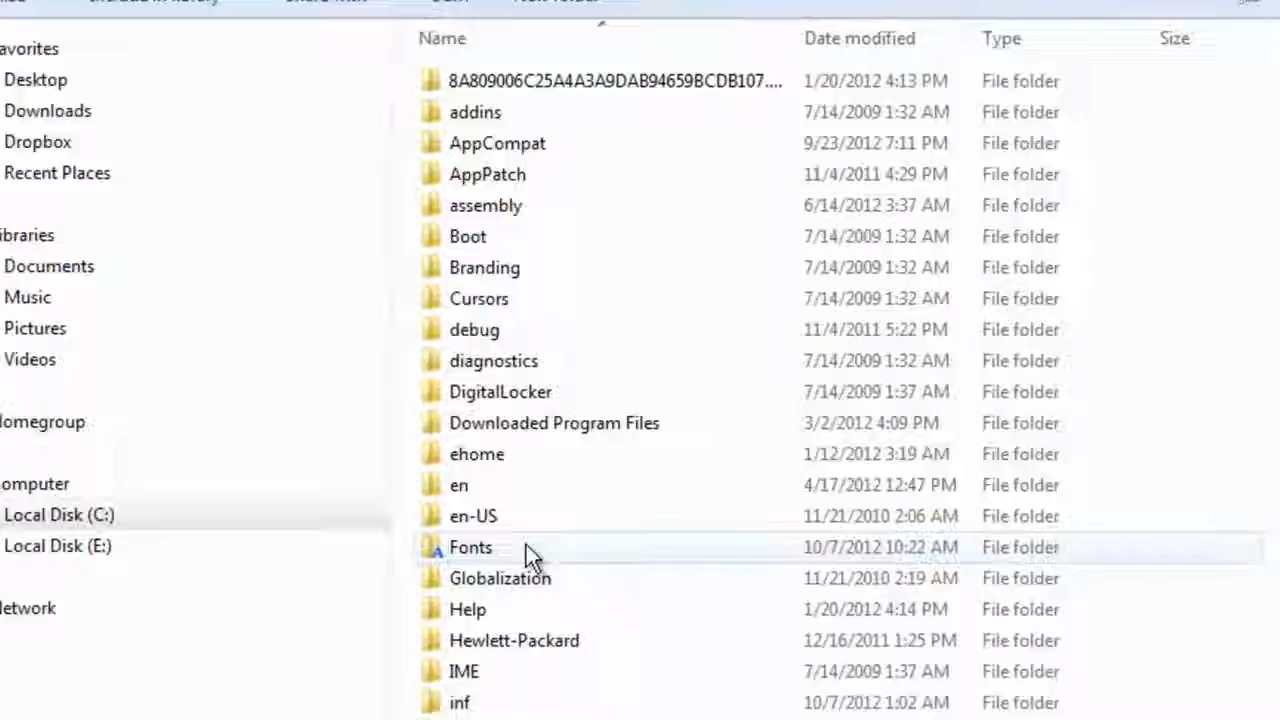 Name Date modified Type Size
avorites
Desktop
Downloads
Dropbox
Recent Places
ibraries
Documents
Music
Pictures
Videos
omegroup
omputer
Local Disk (C:)
Local Disk (E:)
etwork
8A809006C25A4A3A9DAB94659BCDB107.... 1/20/2012 4:13 PM File folder
addins 7/14/2009 1:32 AM File folder
AppCompat 9/23/2012 7:11 PM File folder
AppPatch 11/4/2011 4:29 PM File folder
assembly 6/14/2012 3:37 AM File folder
Boot 7/14/2009 1:32 AM File folder
Branding 7/14/2009 1:32 AM File folder
Cursors 7/14/2009 1:32 AM File folder
debug 11/4/2011 5:22 PM File folder
diagnostics 7/14/2009 1:32 AM File folder
DigitalLocker 7/14/2009 1:37 AM File folder
Downloaded Program Files 3/2/2012 4:09 PM File folder
ehome 1/12/2012 3:19 AM File folder
en 4/17/2012 12:47 PM File folder
en-US 11/21/2010 2:06 AM File folder
Fonts 10/7/2012 10:22 AM File folder
Globalization 11/21/2010 2:19 AM File folder
Help 1/20/2012 4:14 PM File folder
Hewlett-Packard 12/16/2011 1:25 PM File folder
IME 7/14/2009 1:37 AM File folder
inf 10/7/2012 1:02 AM File folder